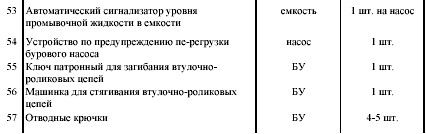 53 Автоматический сигнализатор уровня емкость 1 шт. на насос
промывочной жидкости в емкости
54 Устройство по предупреждению пе-регрузки насос 1 шт.
бурового насоса
55 Ключ патронный для загибания втулочно- БУ 1 шт.
роликовых цепей
56 Машинка для стягивания втулочно-роликовых БУ 1 шт.
цепей
57 Отводные крючки БУ 4-5 шт.